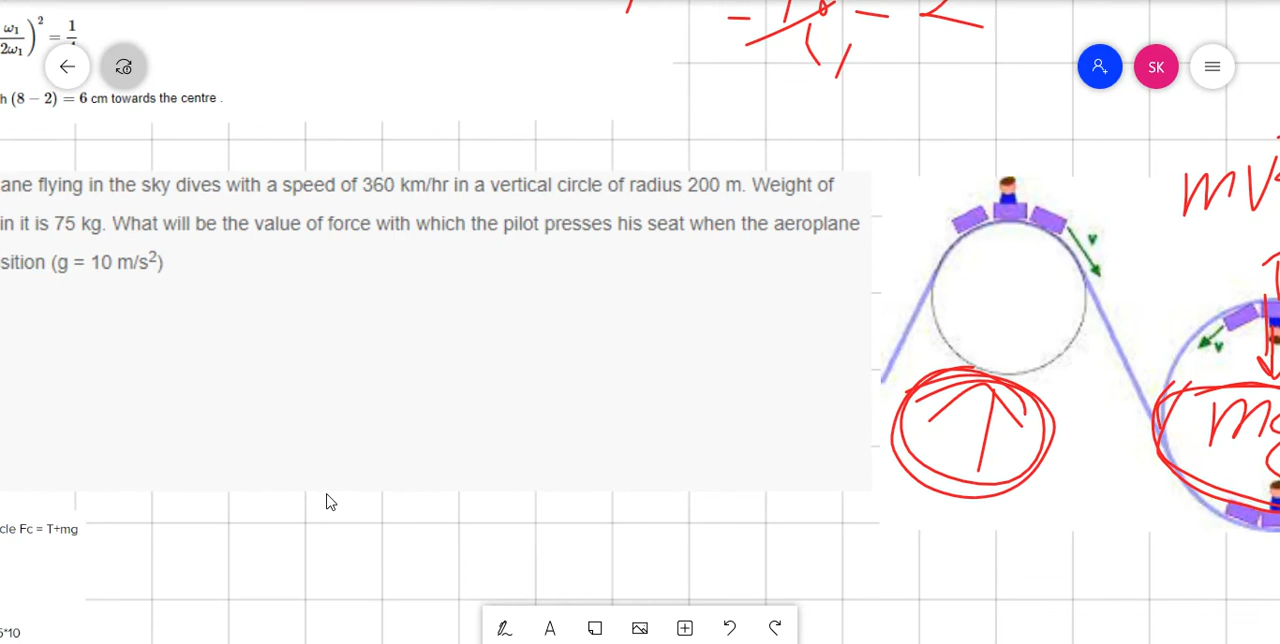 ω1
2ω1
)
2
=
1
h (8 − 2) = 6 cm towards the centre .
ane flying in the sky dives with a speed of 360 km/hr in a vertical circle of radius 200 m. Weight of
in it is 75 kg. What will be the value of force with which the pilot presses his seat when the aeroplane
sition (g = 10 m/s²)
SK
v
v
mv
mg
cle Fc = T+mg
5*10
A